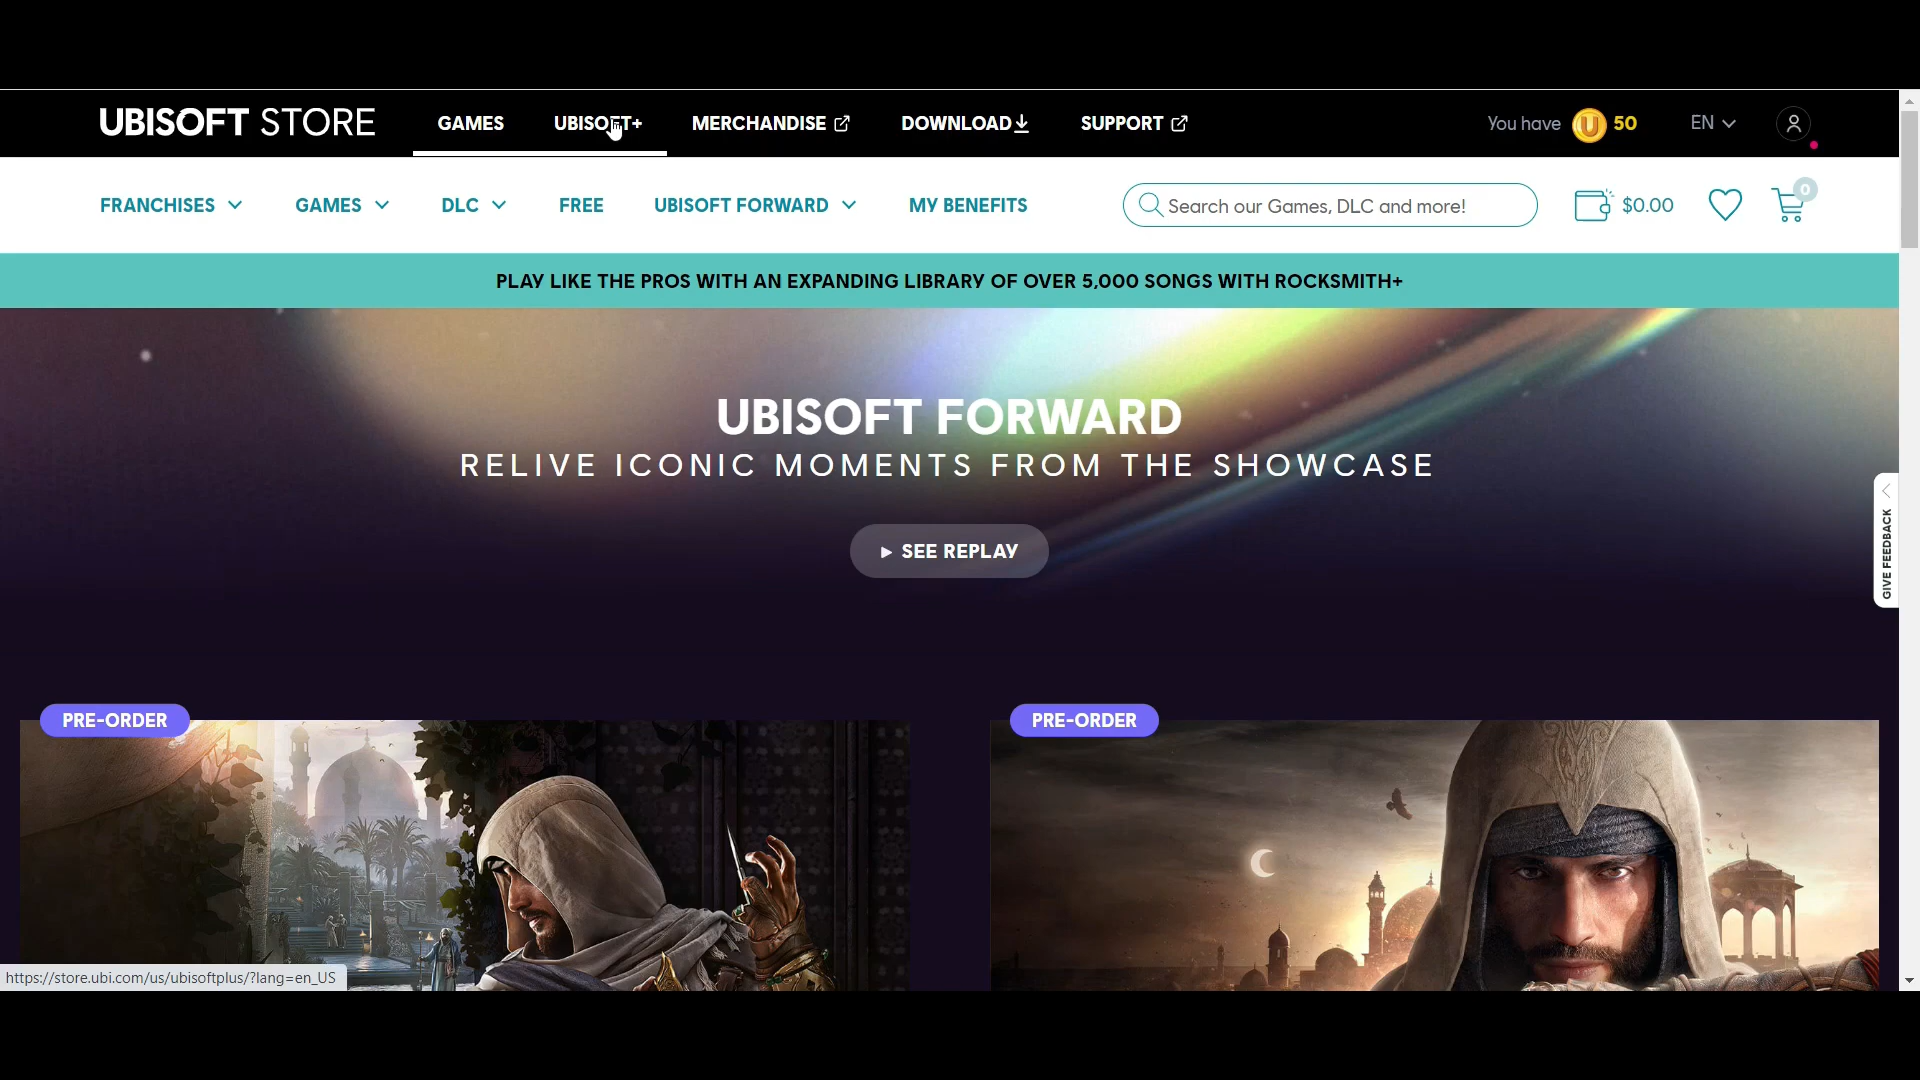 UBISOFT STORE GAMES UBISOFT+ MERCHANDISE DOWNLOAD SUPPORT You have 50 EN
FRANCHISES GAMES DLC FREE UBISOFT FORWARD MY BENEFITS Search our Games, DLC and more! $0.00 0
PLAY LIKE THE PROS WITH AN EXPANDING LIBRARY OF OVER 5,000 SONGS WITH ROCKSMITH+
UBISOFT FORWARD
RELIVE ICONIC MOMENTS FROM THE SHOWCASE
SEE REPLAY
GIVE FEEDBACK
PRE-ORDER PRE-ORDER
https://store.ubi.com/us/ubisoftplus/?lang=en_US